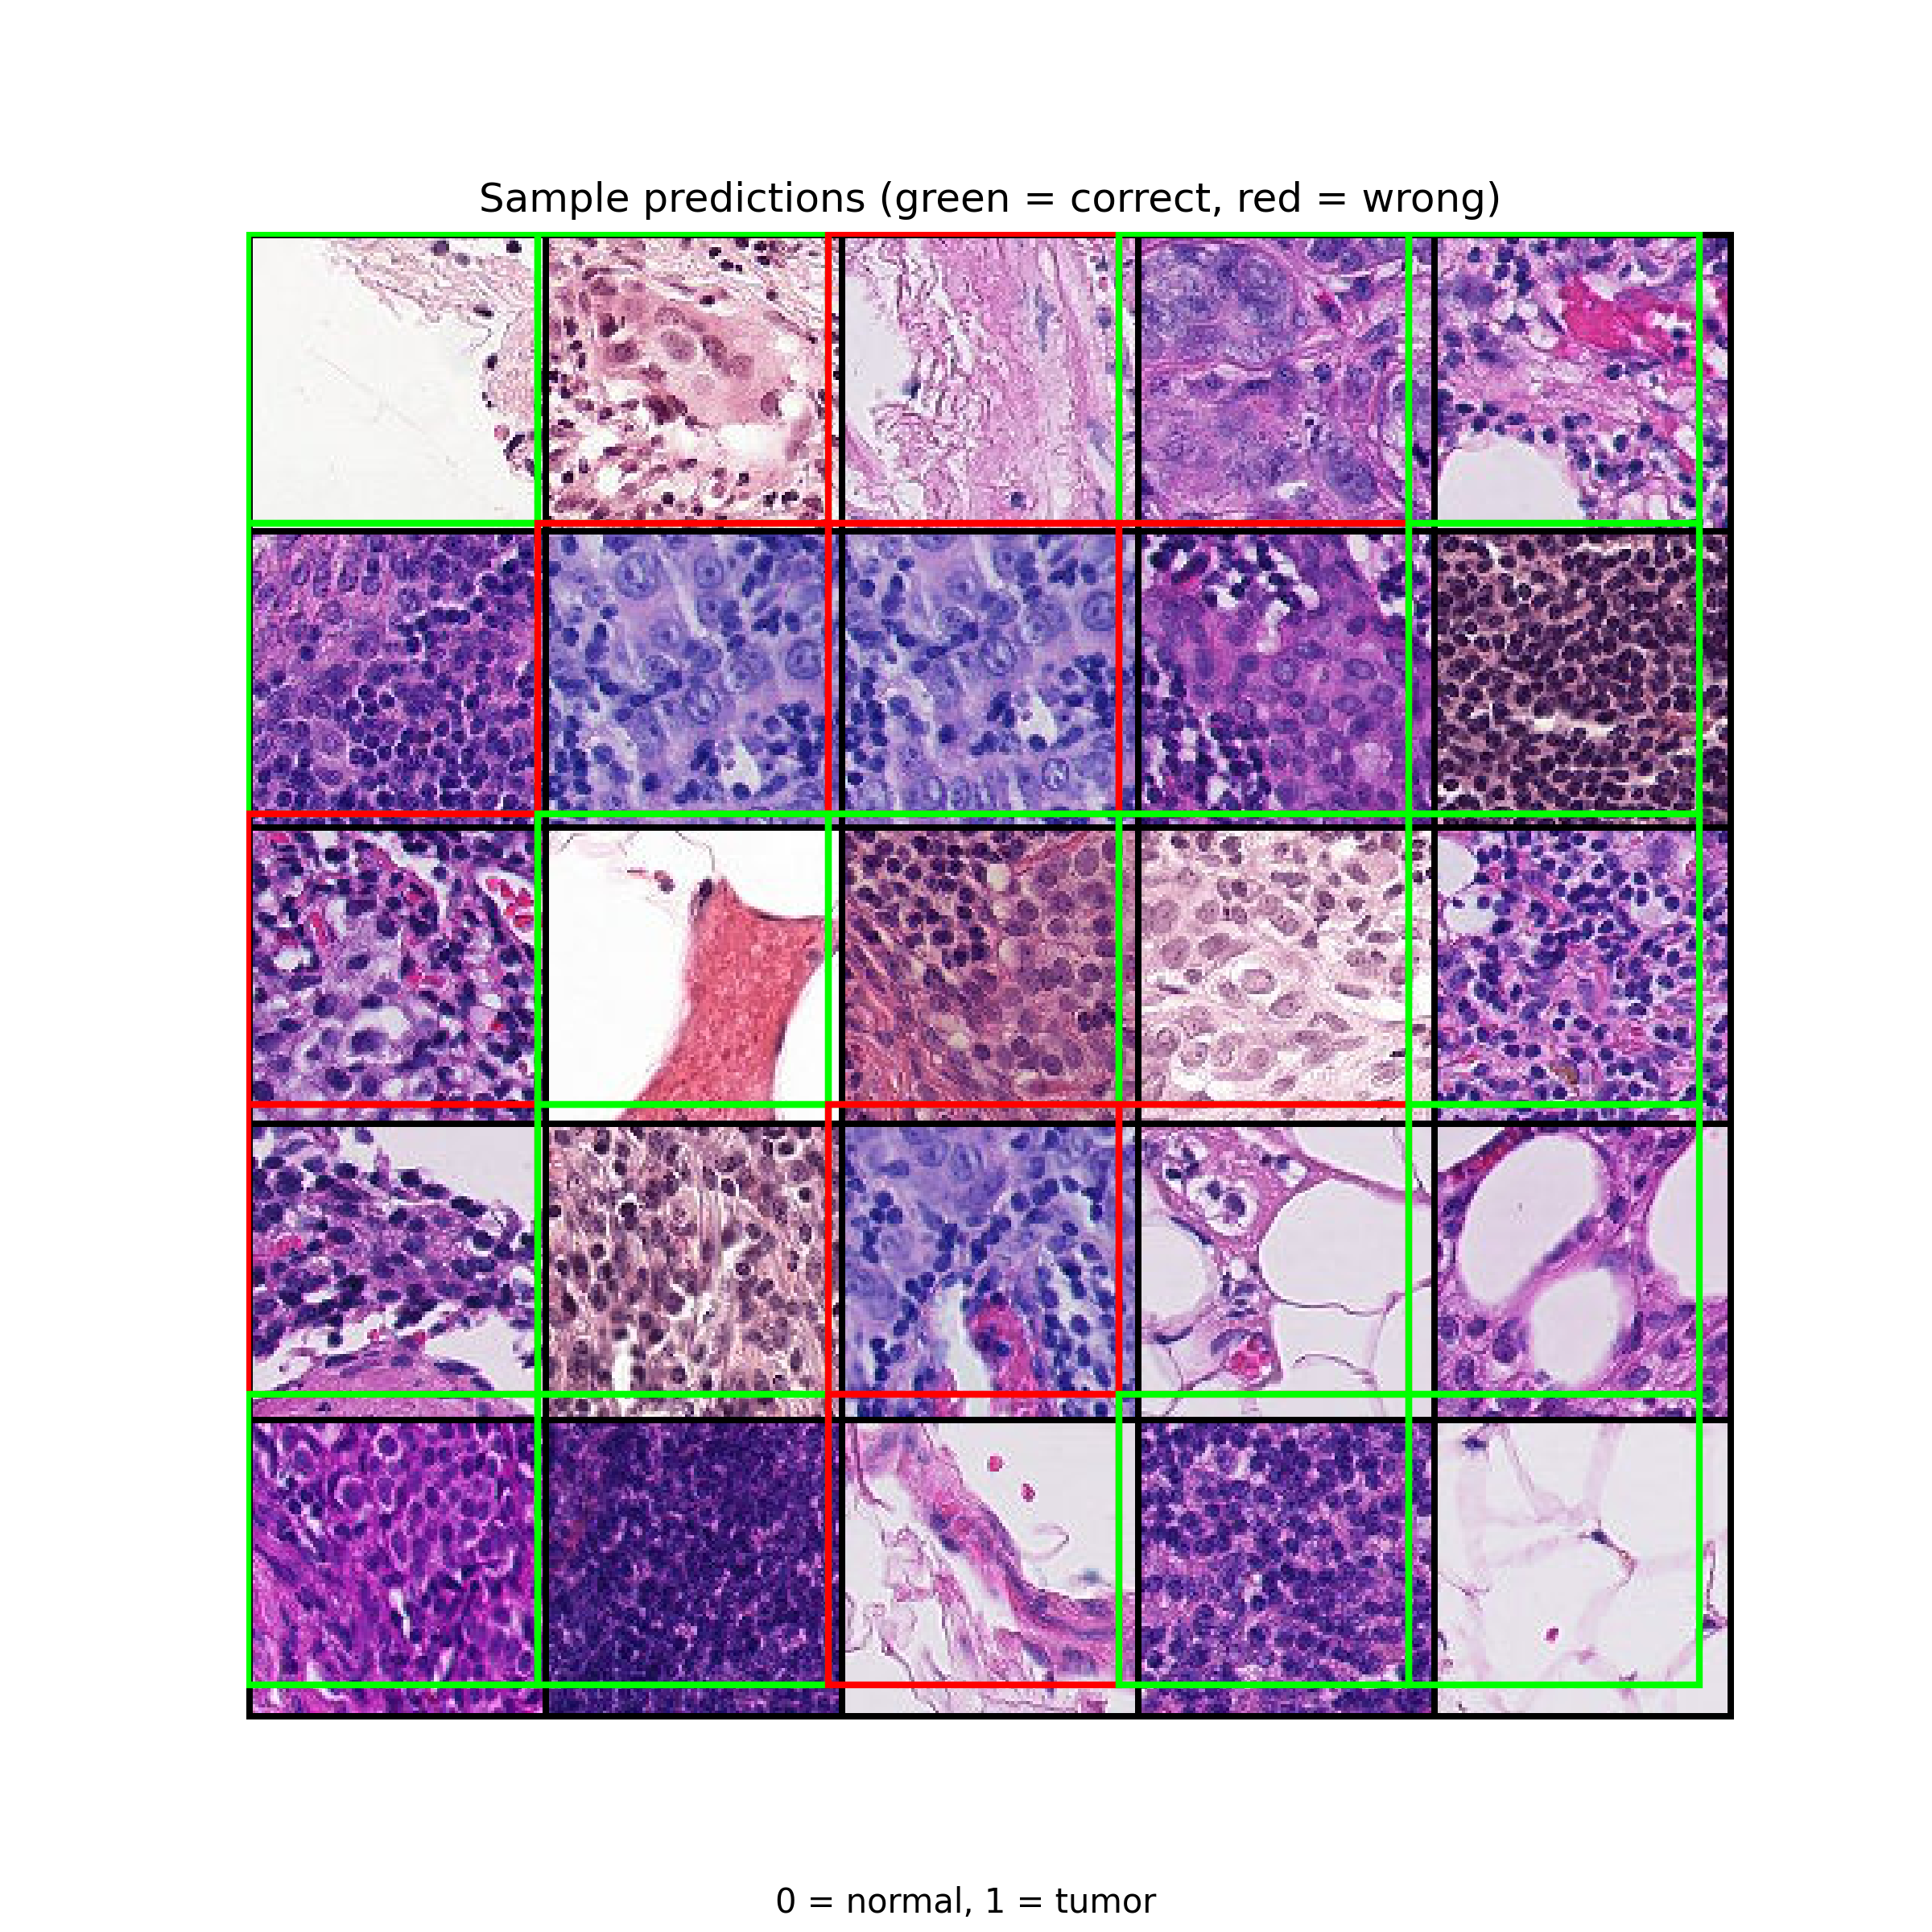 Sample predictions (green = correct, red = wrong)
0 = normal, 1 = tumor